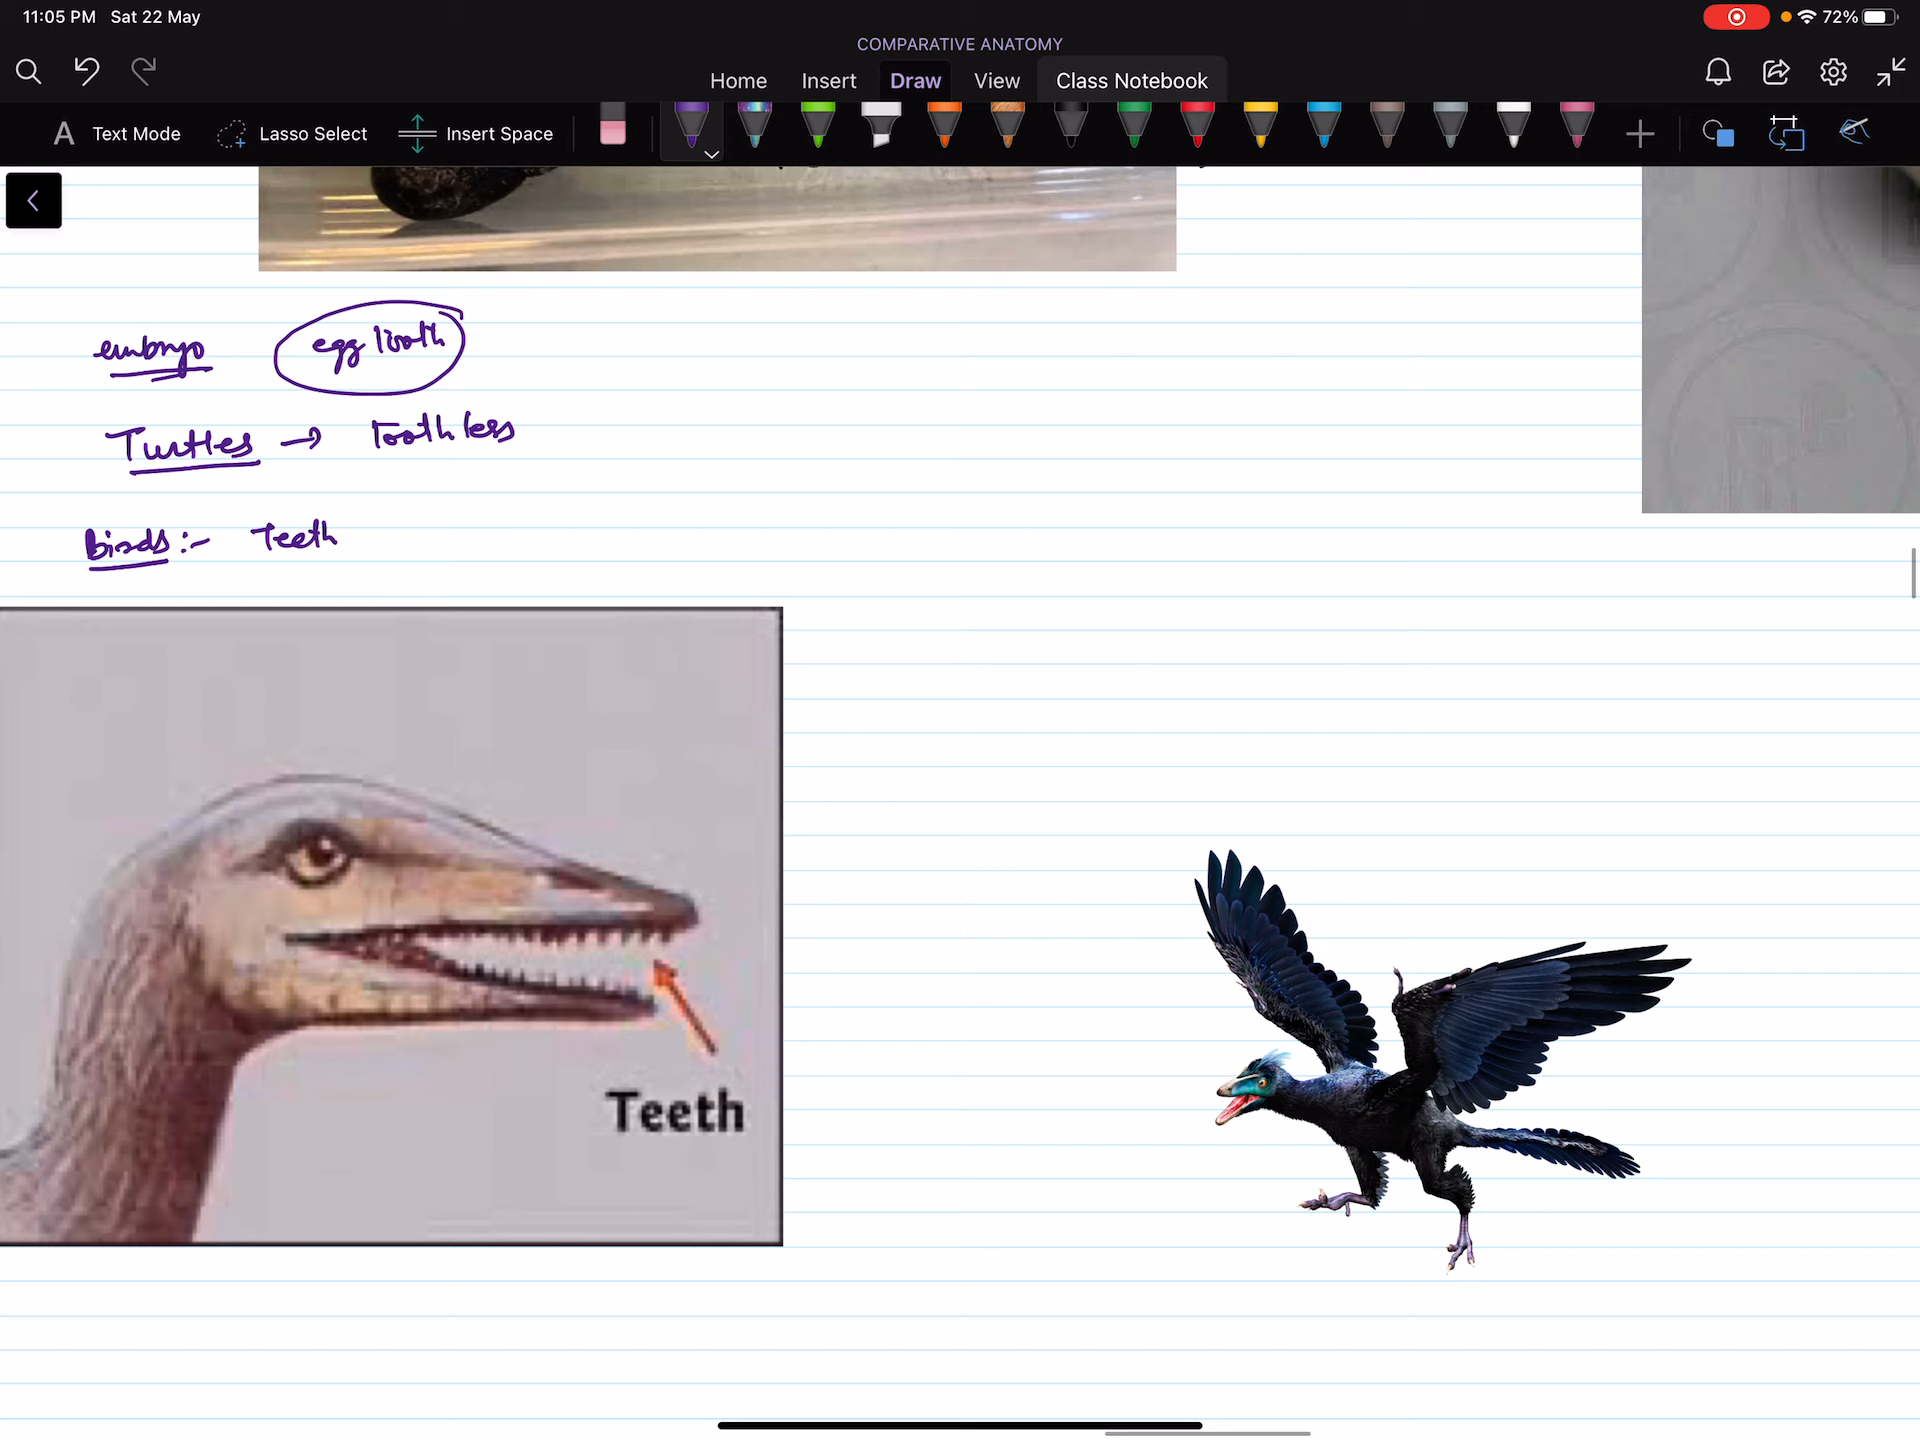 11:05 PM Sat 22 May
72%
COMPARATIVE ANATOMY
Home Insert Draw View Class Notebook
A Text Mode Lasso Select Insert Space
embryo egg tooth
Turtles → Toothless
Birds :- Teeth
Teeth